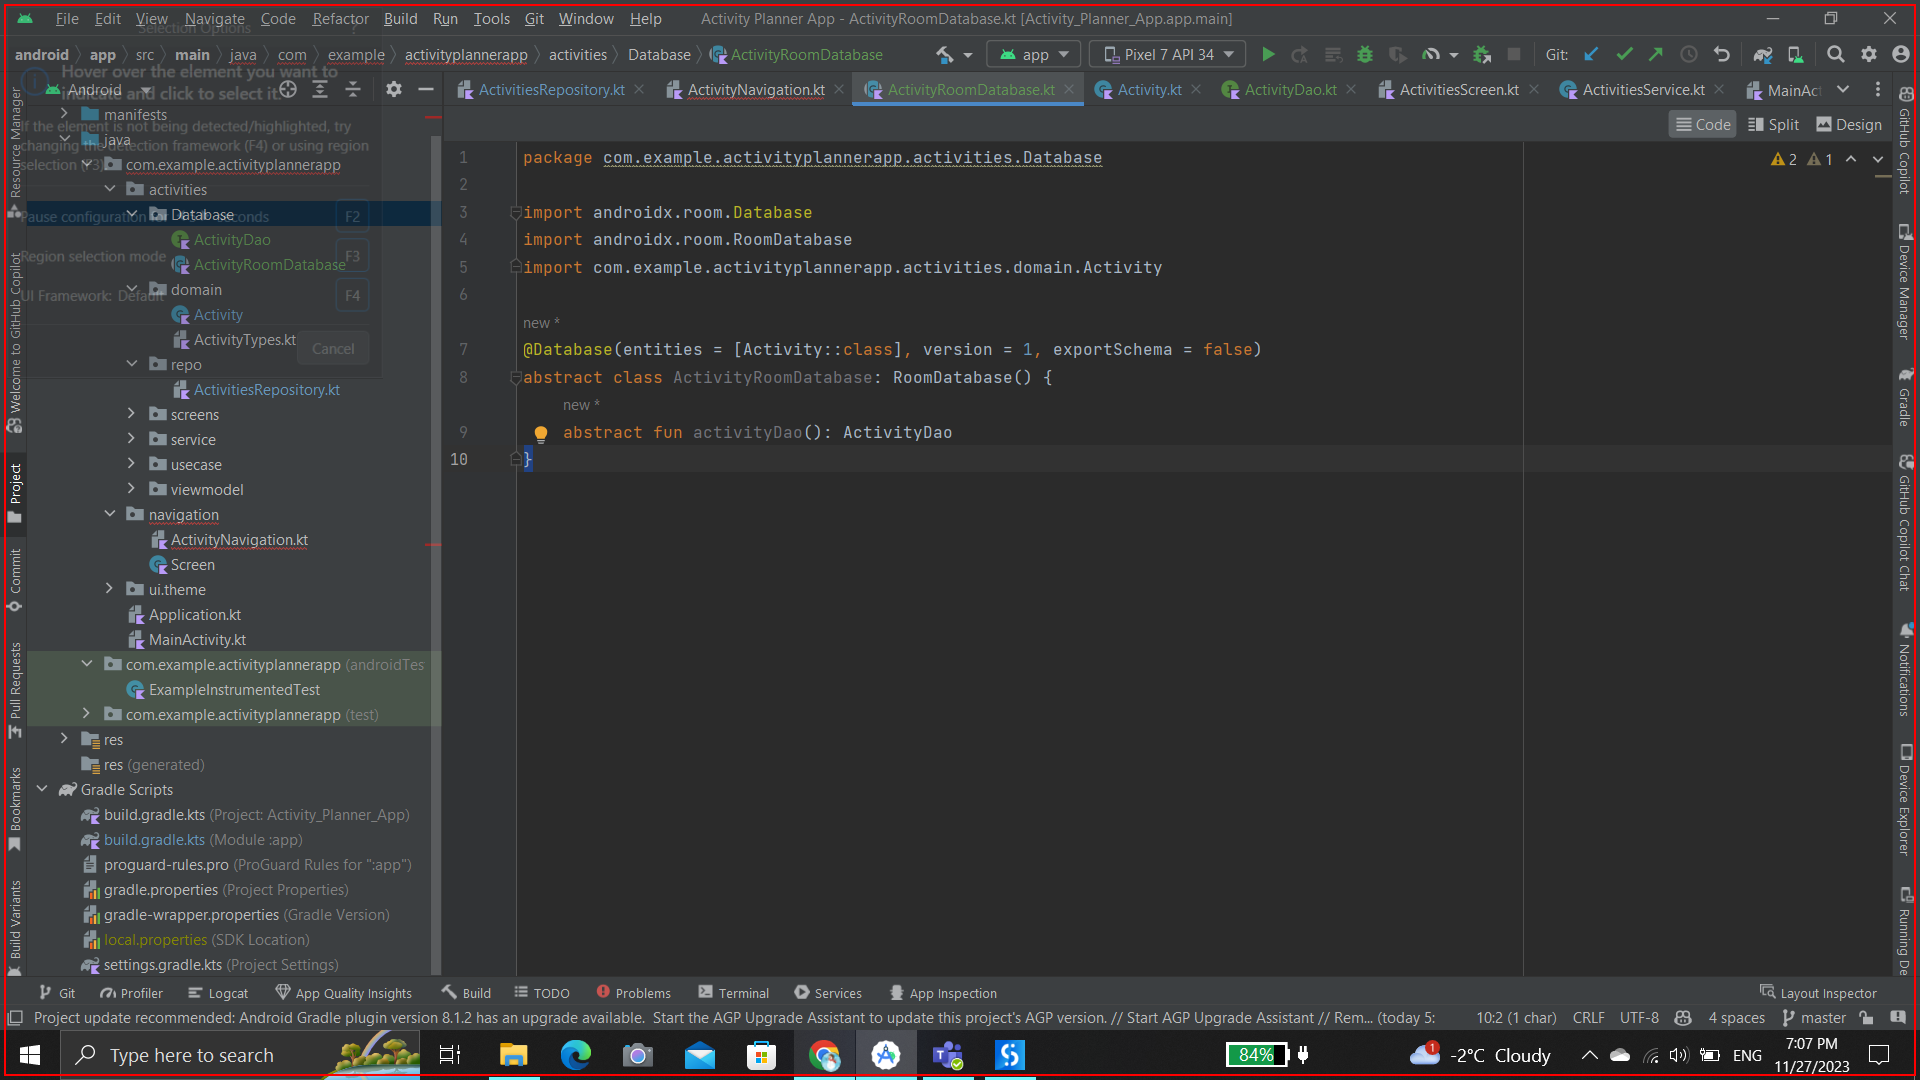 File Edit View Navigate Code Refactor Build Run Tools Git Window Help Activity Planner App - ActivityRoomDatabase.kt [Activity_Planner_App.app.main]
Selection Options ?
android app src main java com example activityplannerapp activities Database ActivityRoomDatabase app Pixel 7 API 34 Git:
Hover over the element you want to
indicate and click to select it.
Android ActivitiesRepository.kt ActivityNavigation.kt ActivityRoomDatabase.kt Activity.kt ActivityDao.kt ActivitiesScreen.kt ActivitiesService.kt MainAc
If the element is not being detected/highlighted, try
changing the detection framework (F4) or using region
selection (F3).
Pause configuration for seconds F2
Region selection mode F3
UI Framework: Default F4
Cancel
manifests
java
com.example.activityplannerapp
activities
Database
ActivityDao
ActivityRoomDatabase
domain
Activity
ActivityTypes.kt
repo
ActivitiesRepository.kt
screens
service
usecase
viewmodel
navigation
ActivityNavigation.kt
Screen
ui.theme
Application.kt
MainActivity.kt
com.example.activityplannerapp (androidTes
ExampleInstrumentedTest
com.example.activityplannerapp (test)
res
res (generated)
Gradle Scripts
build.gradle.kts (Project: Activity_Planner_App)
build.gradle.kts (Module :app)
proguard-rules.pro (ProGuard Rules for ":app")
gradle.properties (Project Properties)
gradle-wrapper.properties (Gradle Version)
local.properties (SDK Location)
settings.gradle.kts (Project Settings)
Resource Manager
Welcome to GitHub Copilot
Project
Commit
Pull Requests
Bookmarks
Build Variants
Code Split Design
2 1
1 package com.example.activityplannerapp.activities.Database
2
3 import androidx.room.Database
4 import androidx.room.RoomDatabase
5 import com.example.activityplannerapp.activities.domain.Activity
6
new *
7 @Database(entities = [Activity::class], version = 1, exportSchema = false)
8 abstract class ActivityRoomDatabase: RoomDatabase() {
new *
9 abstract fun activityDao(): ActivityDao
10 }
GitHub Copilot
Device Manager
Gradle
GitHub Copilot Chat
Notifications
Device Explorer
Running De
Git Profiler Logcat App Quality Insights Build TODO Problems Terminal Services App Inspection Layout Inspector
Project update recommended: Android Gradle plugin version 8.1.2 has an upgrade available. Start the AGP Upgrade Assistant to update this project's AGP version. // Start AGP Upgrade Assistant // Rem... (today 5: 10:2 (1 char) CRLF UTF-8 4 spaces master
Type here to search 84% 1 -2°C Cloudy ENG 7:07 PM
11/27/2023